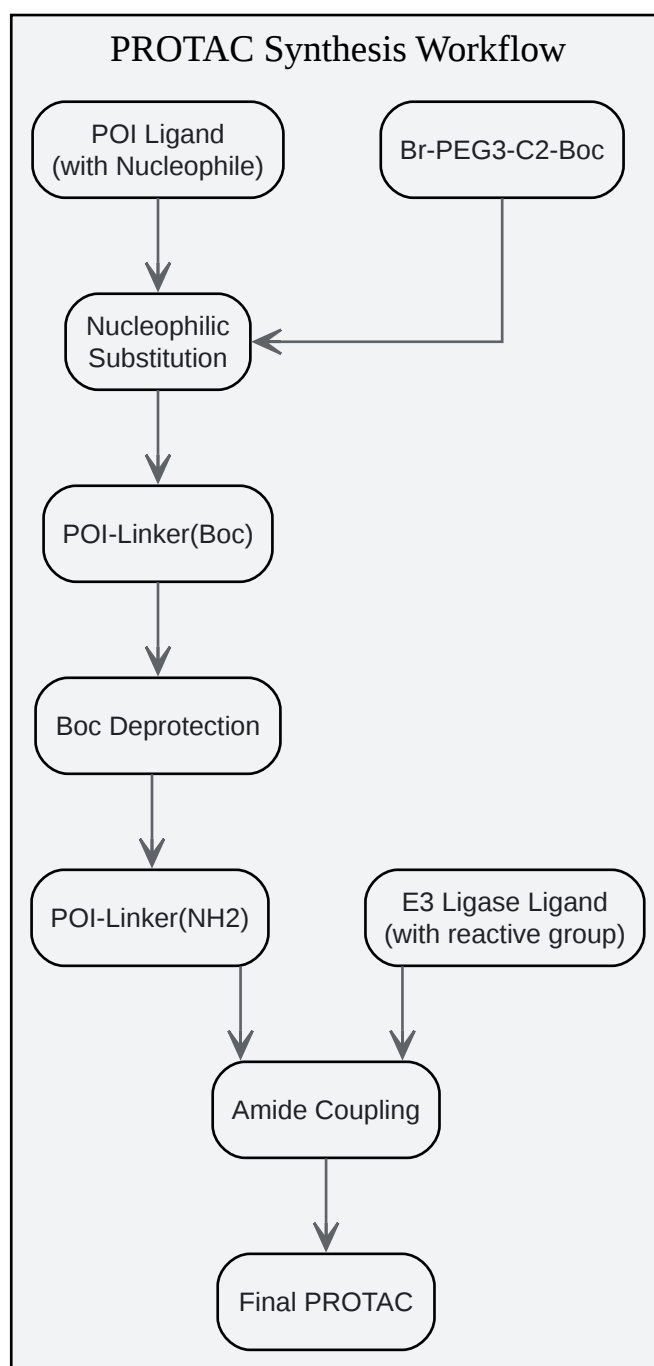 PROTAC Synthesis Workflow
POI Ligand
(with Nucleophile)
Br-PEG3-C2-Boc
Nucleophilic
Substitution
POI-Linker(Boc)
Boc Deprotection
POI-Linker(NH2)
E3 Ligase Ligand
(with reactive group)
Amide Coupling
Final PROTAC